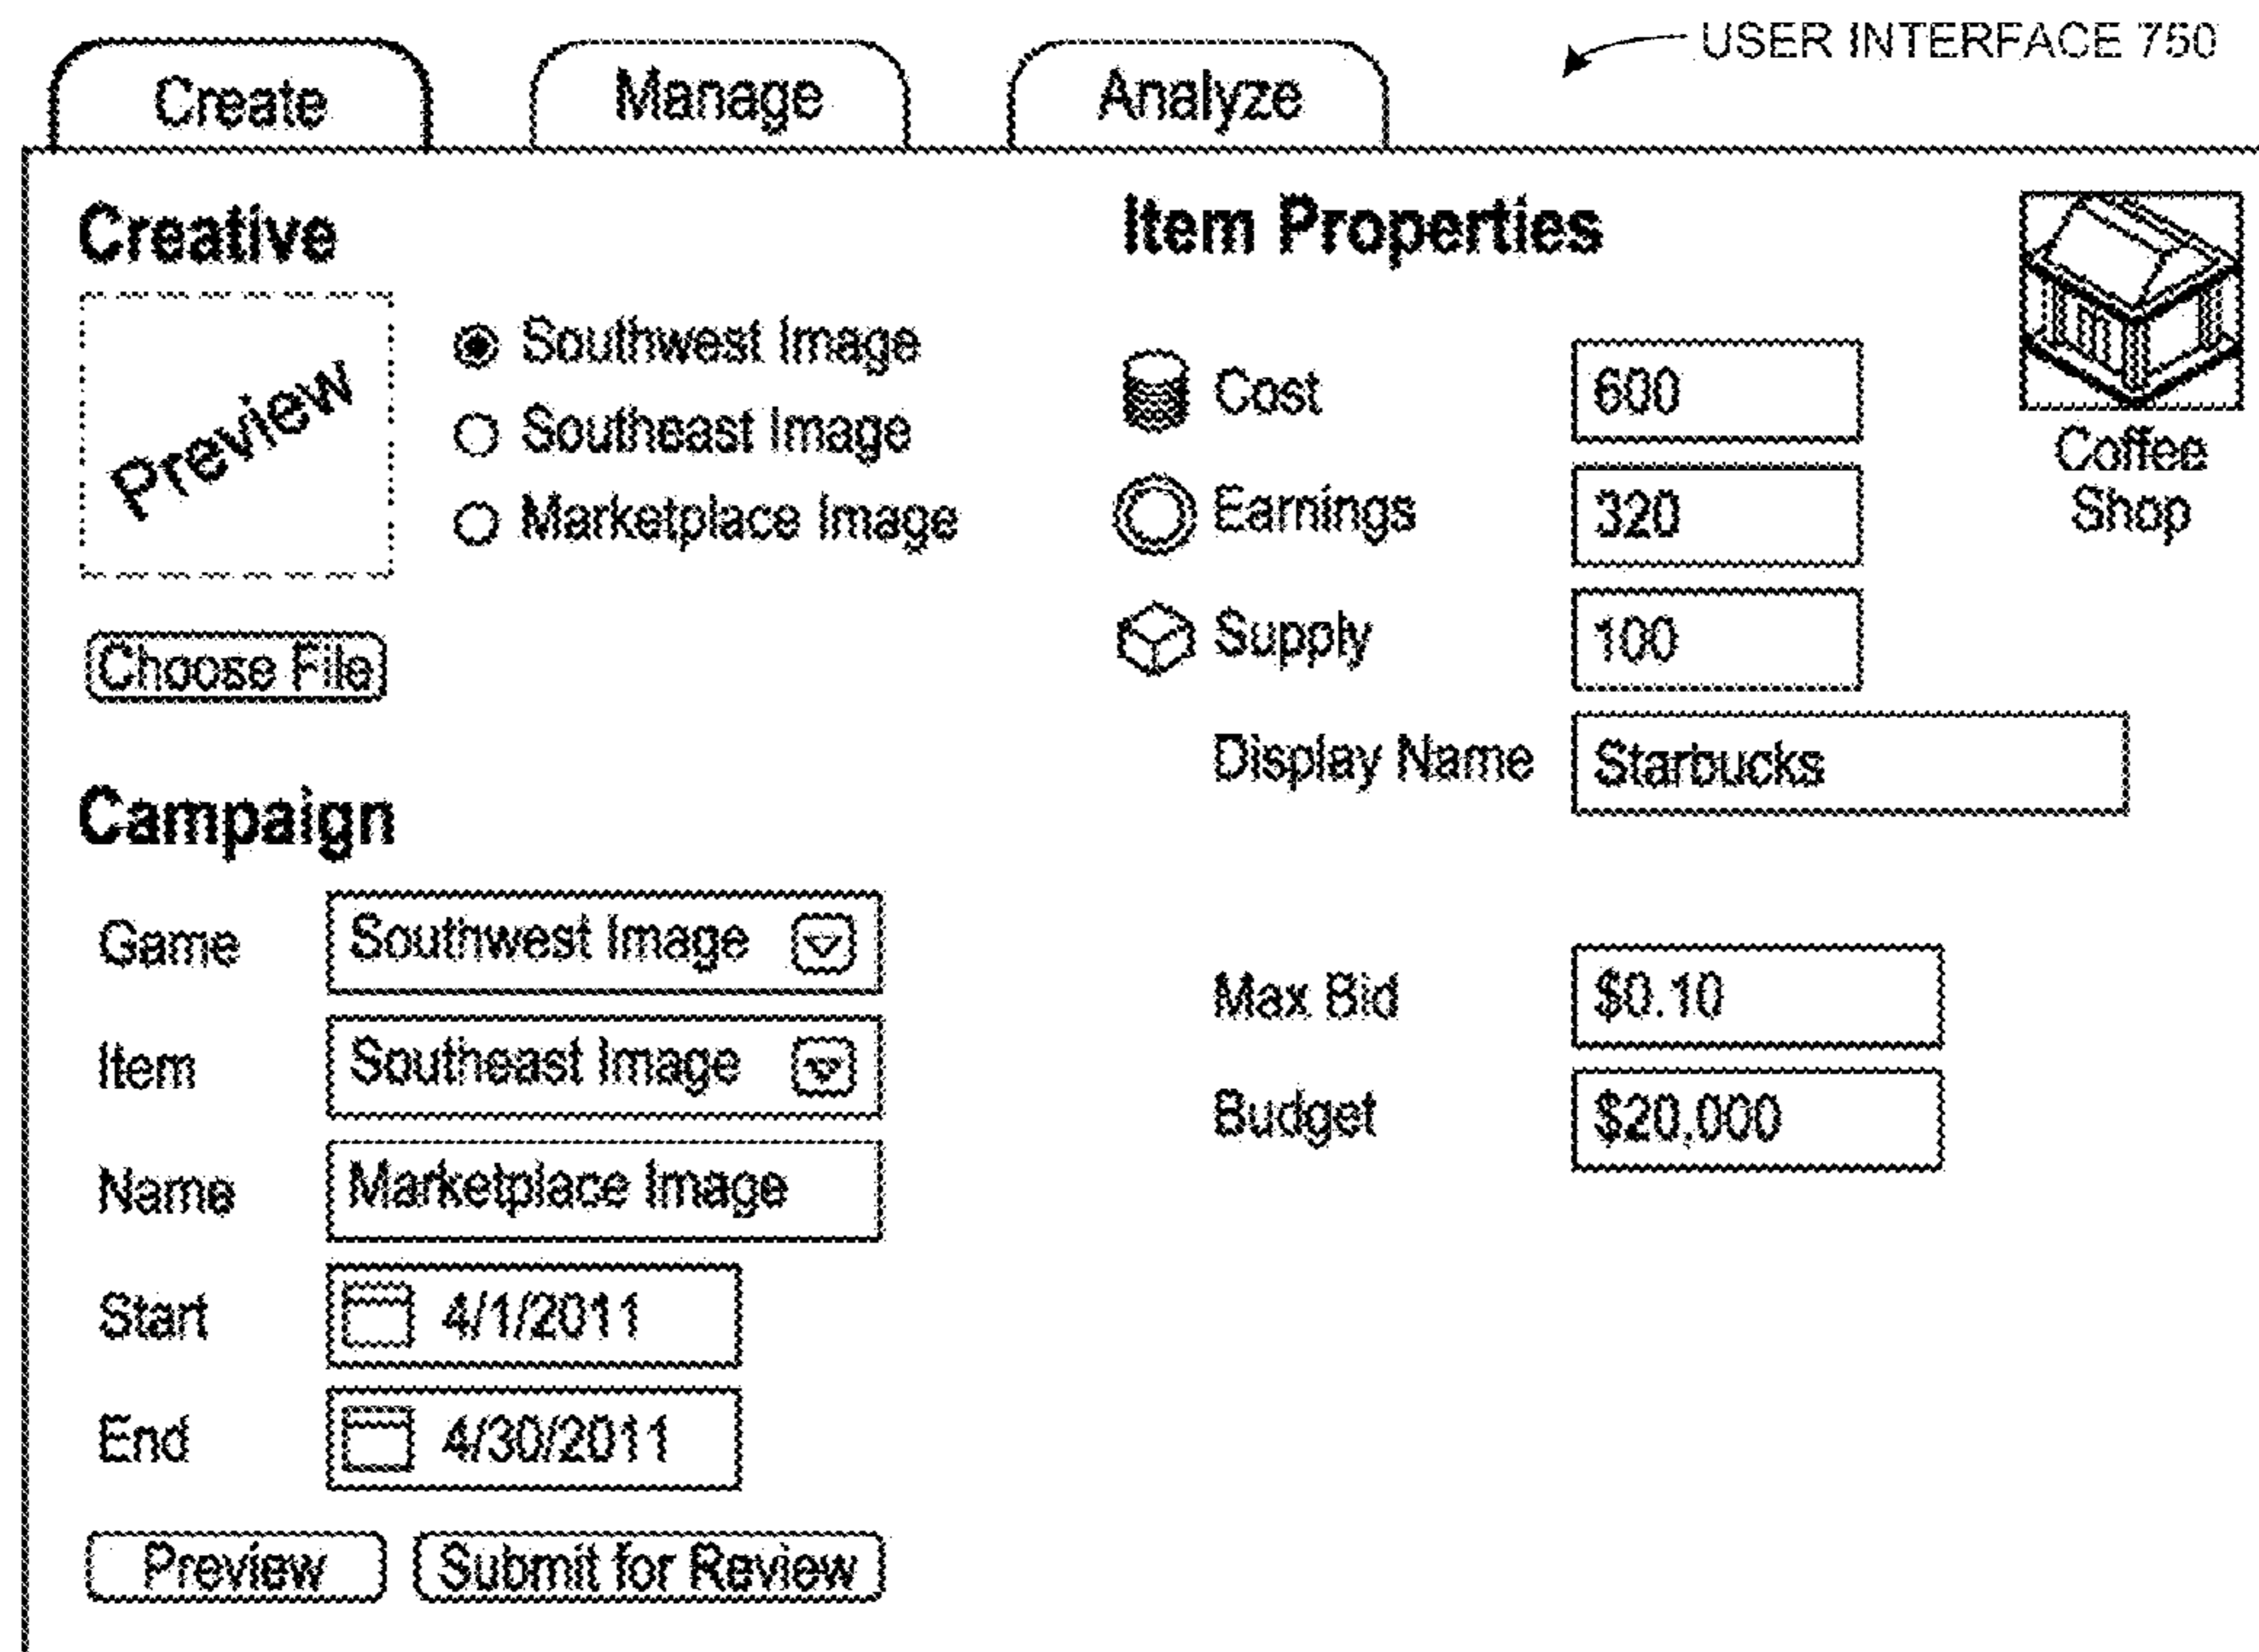 USER INTERFACE 750
Create Manage Analyze
Creative
Preview
Southwest Image
Southeast Image
Marketplace Image
Choose File
Campaign
Game Southwest Image
Item Southeast Image
Name Marketplace Image
Start 4/1/2011
End 4/30/2011
Preview Submit for Review
Item Properties
Cost 600
Earnings 320
Supply 100
Display Name Starbucks
Max Bid $0.10
Budget $20,000
Coffee
Shop